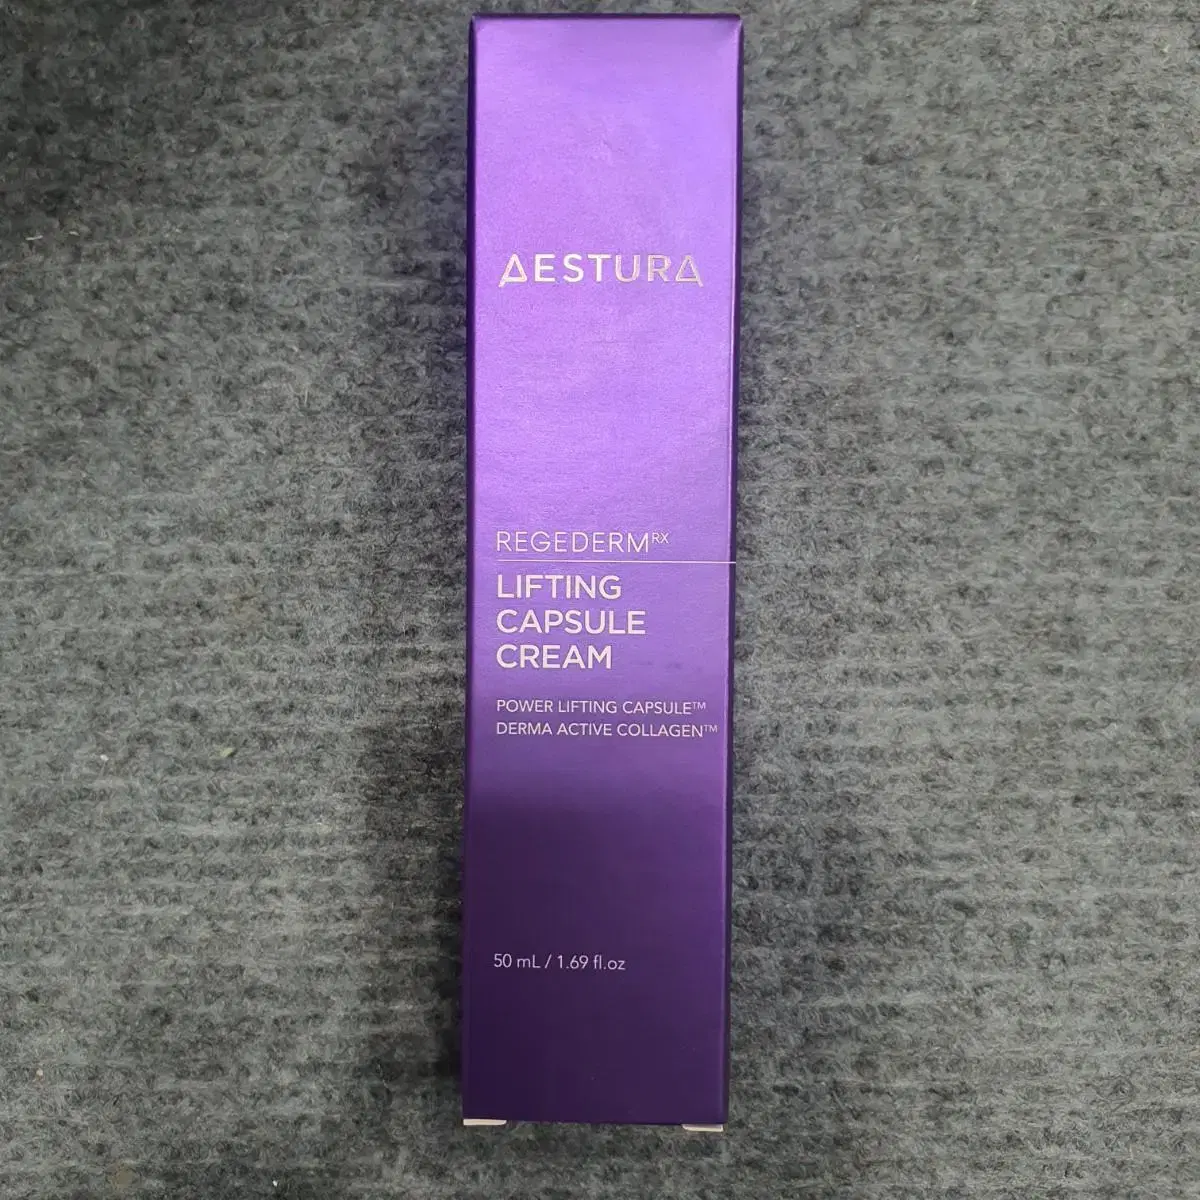 AESTURA
REGEDERMRX
LIFTING
CAPSULE
CREAM
POWER LIFTING CAPSULE™
DERMA ACTIVE COLLAGEN™
50 mL / 1.69 fl.oz